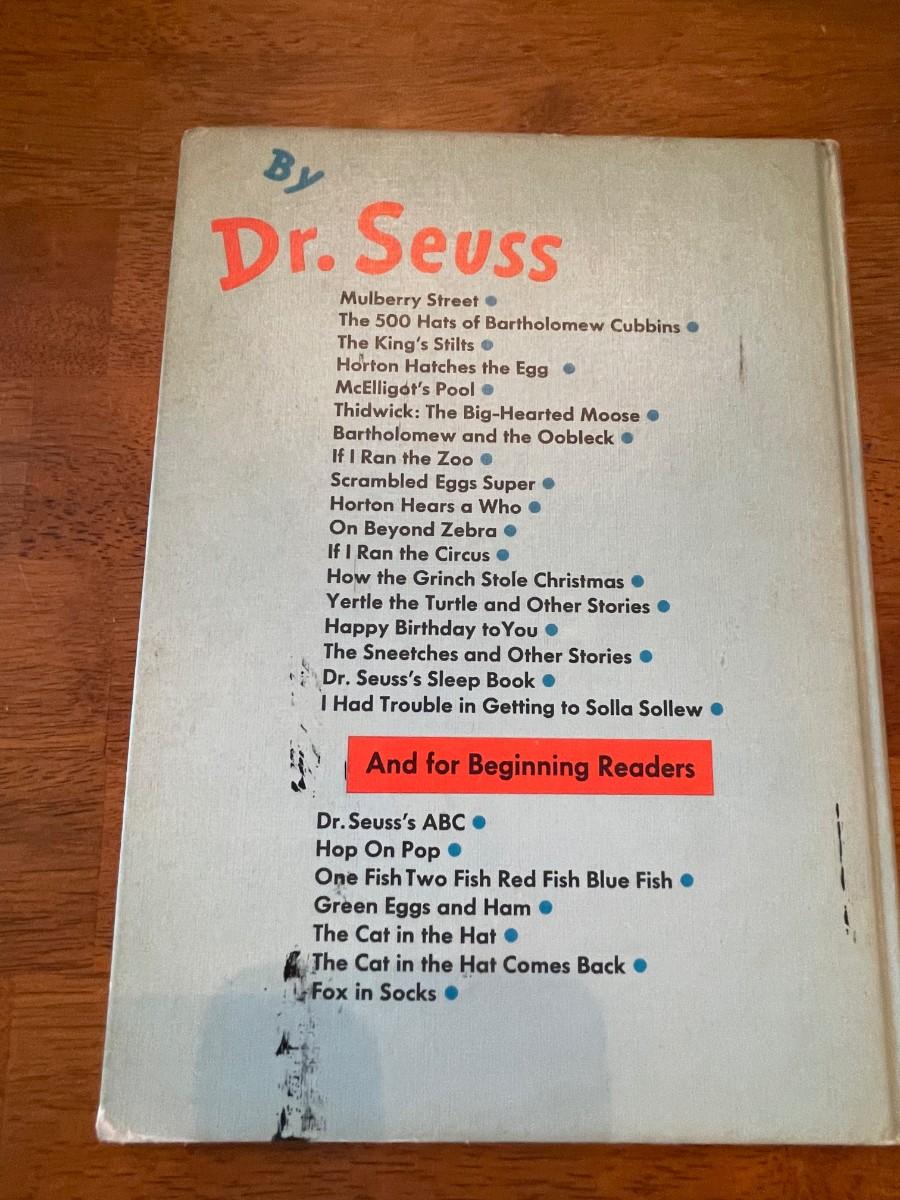 By
Dr. Seuss
Mulberry Street
The 500 Hats of Bartholomew Cubbins
The King's Stilts
Horton Hatches the Egg
McElligot's Pool
Thidwick: The Big-Hearted Moose
Bartholomew and the Oobleck
If I Ran the Zoo
Scrambled Eggs Super
Horton Hears a Who
On Beyond Zebra
If I Ran the Circus
How the Grinch Stole Christmas
Yertle the Turtle and Other Stories
Happy Birthday to You
The Sneetches and Other Stories
Dr. Seuss's Sleep Book
I Had Trouble in Getting to Solla Sollew
And for Beginning Readers
Dr. Seuss's ABC
Hop On Pop
One Fish Two Fish Red Fish Blue Fish
Green Eggs and Ham
The Cat in the Hat
The Cat in the Hat Comes Back
Fox in Socks